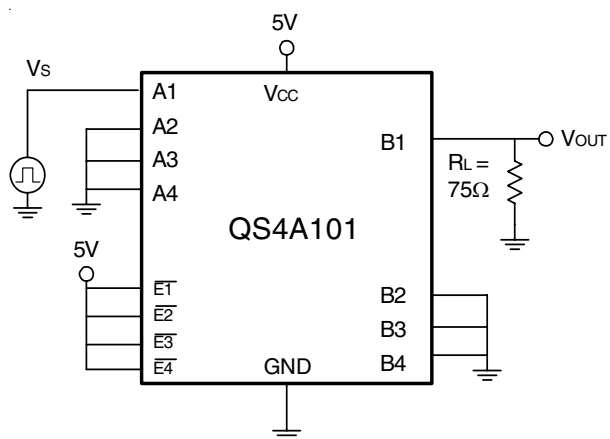 5V
VS
A1
VCC
A2
B1
VOUT
A3
RL =
75Ω
A4
QS4A101
5V
E1
B2
E2
B3
E3
B4
E4
GND